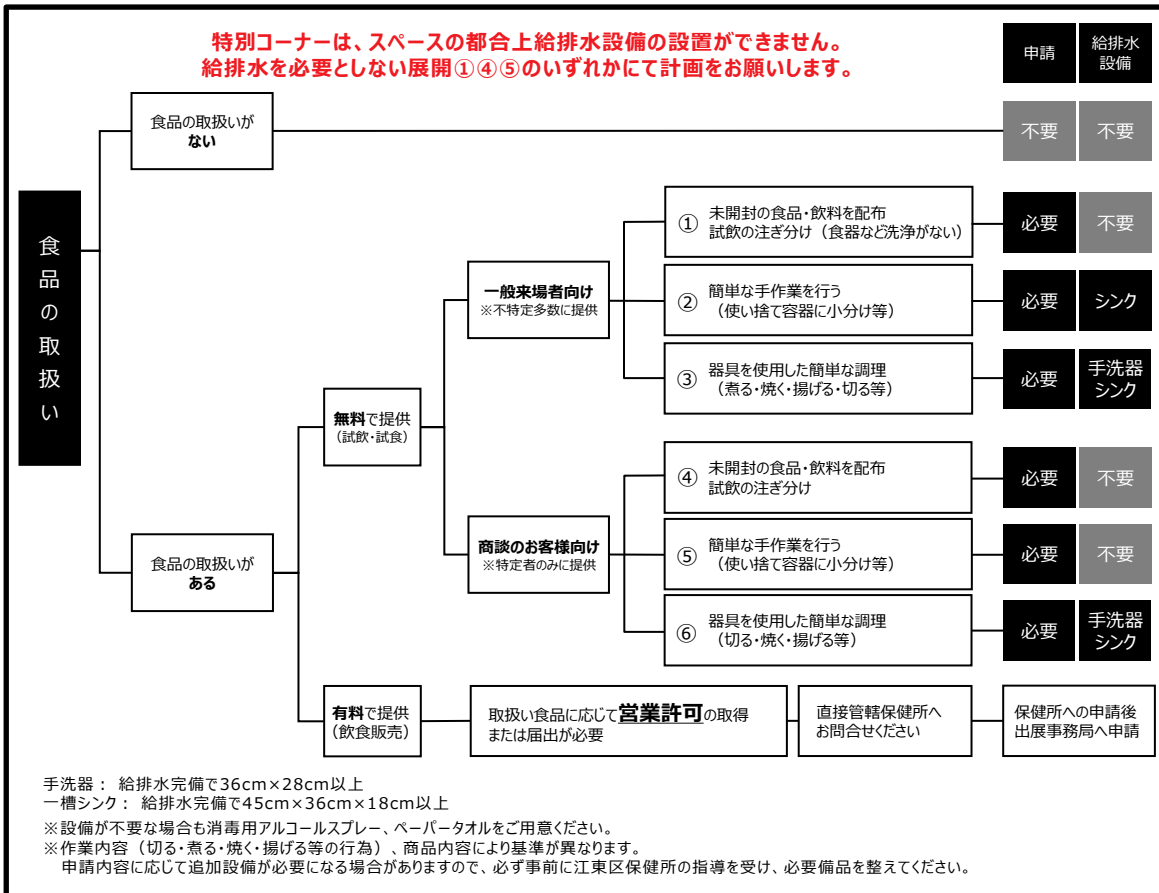 特別コーナーは、スペースの都合上給排水設備の設置ができません。
給排水を必要としない展開①④⑤のいずれかにて計画をお願いします。
申請
給排水
設備
食品の取扱い
食品の取扱いが
ない
不要
不要
食品の取扱いが
ある
無料で提供
(試飲・試食)
一般来場者向け
※不特定多数に提供
①
未開封の食品・飲料を配布
試飲の注ぎ分け（食器など洗浄がない）
必要
不要
②
簡単な手作業を行う
（使い捨て容器に小分け等）
必要
シンク
③
器具を使用した簡単な調理
（煮る・焼く・揚げる・切る等）
必要
手洗器
シンク
商談のお客様向け
※特定者のみに提供
④
未開封の食品・飲料を配布
試飲の注ぎ分け
必要
不要
⑤
簡単な手作業を行う
（使い捨て容器に小分け等）
必要
不要
⑥
器具を使用した簡単な調理
（切る・焼く・揚げる等）
必要
手洗器
シンク
有料で提供
(飲食販売)
取扱い食品に応じて営業許可の取得
または届出が必要
直接管轄保健所へ
お問合せください
保健所への申請後
出展事務局へ申請
手洗器： 給排水完備で36cm×28cm以上
一槽シンク： 給排水完備で45cm×36cm×18cm以上
※設備が不要な場合も消毒用アルコールスプレー、ペーパータオルをご用意ください。
※作業内容（切る・煮る・焼く・揚げる等の行為）、商品内容により基準が異なります。
申請内容に応じて追加設備が必要になる場合がありますので、必ず事前に江東区保健所の指導を受け、必要備品を整えてください。